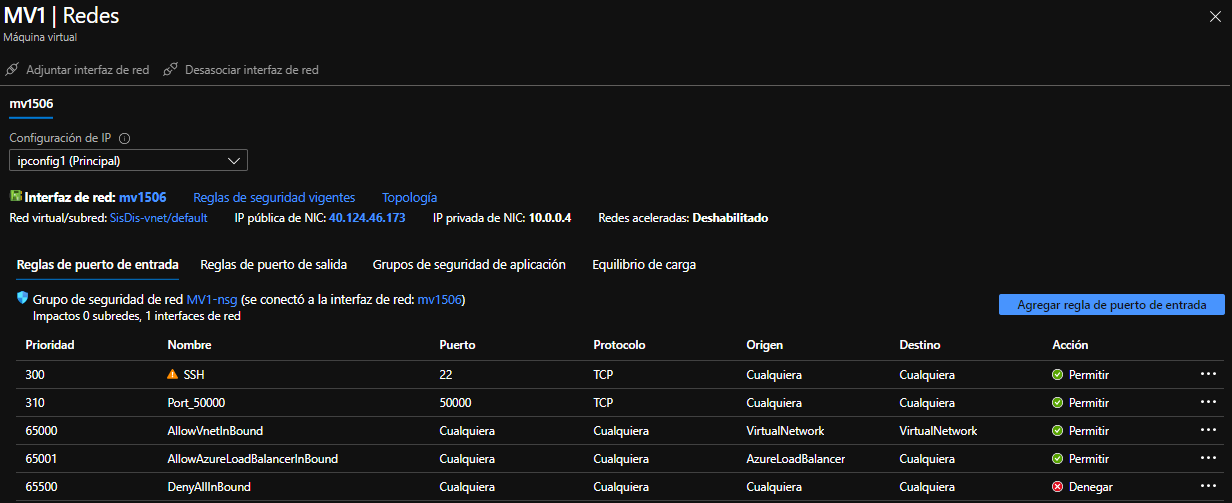 MV1 | Redes
Máquina virtual
Adjuntar interfaz de red Desasociar interfaz de red
mv1506
Configuración de IP
ipconfig1 (Principal)
Interfaz de red: mv1506 Reglas de seguridad vigentes Topología
Red virtual/subred: SisDis-vnet/default IP pública de NIC: 40.124.46.173 IP privada de NIC: 10.0.0.4 Redes aceleradas: Deshabilitado
Reglas de puerto de entrada Reglas de puerto de salida Grupos de seguridad de aplicación Equilibrio de carga
Grupo de seguridad de red MV1-nsg (se conectó a la interfaz de red: mv1506)
Impactos 0 subredes, 1 interfaces de red
Agregar regla de puerto de entrada
Prioridad Nombre Puerto Protocolo Origen Destino Acción
300 SSH 22 TCP Cualquiera Cualquiera Permitir
310 Port_50000 50000 TCP Cualquiera Cualquiera Permitir
65000 AllowVnetInBound Cualquiera Cualquiera VirtualNetwork VirtualNetwork Permitir
65001 AllowAzureLoadBalancerInBound Cualquiera Cualquiera AzureLoadBalancer Cualquiera Permitir
65500 DenyAllInBound Cualquiera Cualquiera Cualquiera Cualquiera Denegar